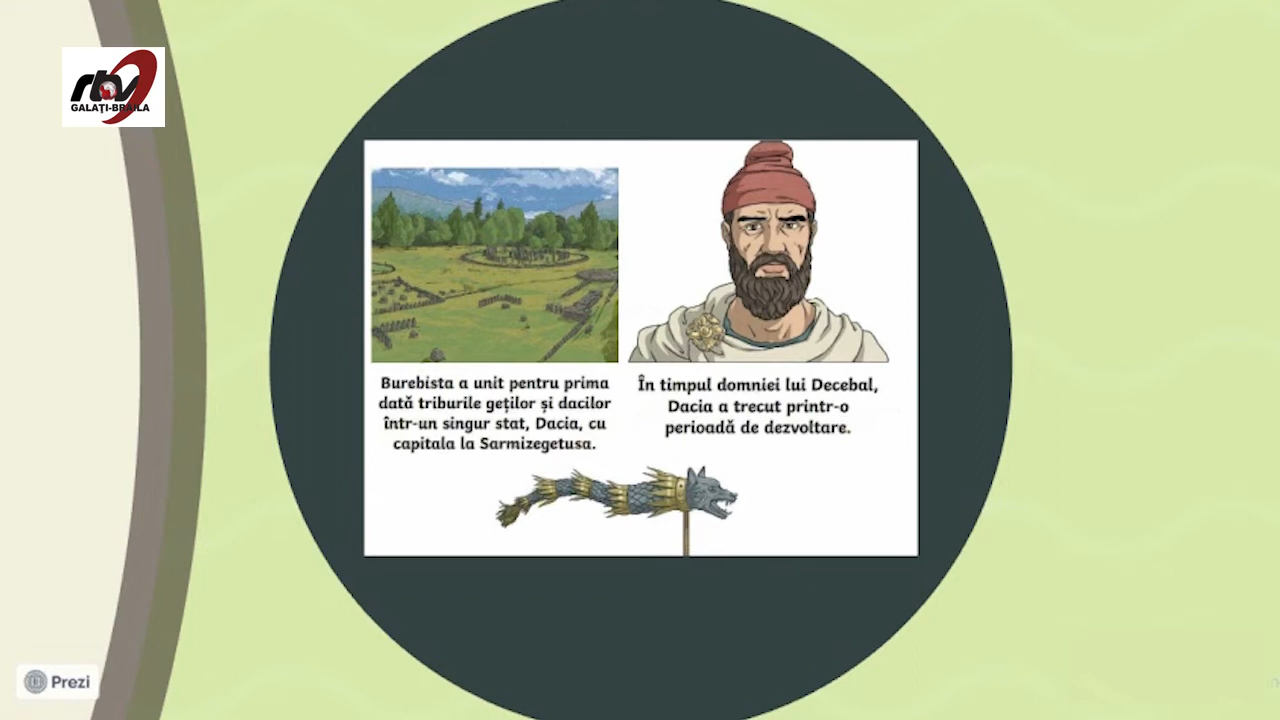 rtv
GALAȚI-BRĂILA
Burebista a unit pentru prima
dată triburile geților și dacilor
într-un singur stat, Dacia, cu
capitala la Sarmizegetusa.
În timpul domniei lui Decebal,
Dacia a trecut printr-o
perioadă de dezvoltare.
Prezi